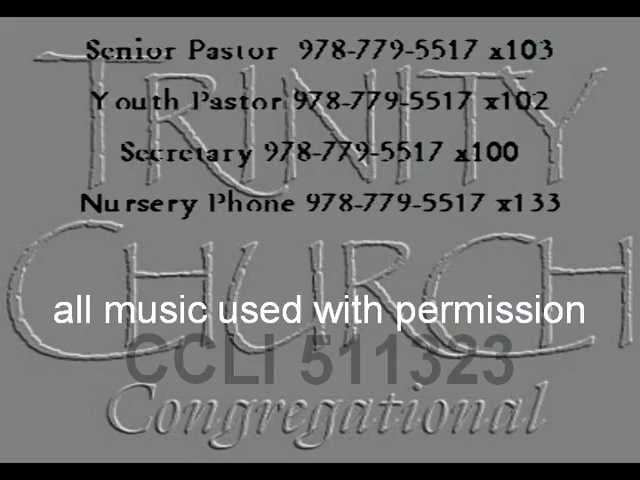 Senior Pastor 978-779-5517 x103
TRINITY
Youth Pastor 978-779-5517 x102
Secretary 978-779-5517 x100
Nursery Phone 978-779-5517 x133
CHURCH
all music used with permission
CCLI 511323
Congregational